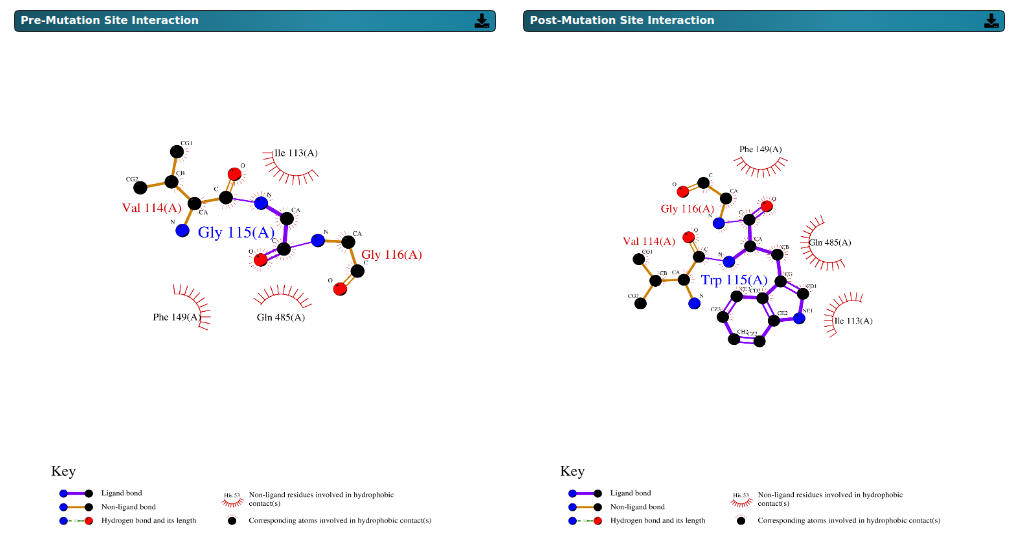 Pre-Mutation Site Interaction
CG1
CG2
CB
CA
N
C
O
N
CA
C
O
N
CA
C
O
Ile 113(A)
Val 114(A)
Gly 115(A)
Gly 116(A)
Phe 149(A)
Gln 485(A)
Key
Ligand bond
Non-ligand bond
Hydrogen bond and its length
His 53
Non-ligand residues involved in hydrophobic
contact(s)
Corresponding atoms involved in hydrophobic contact(s)
Post-Mutation Site Interaction
Phe 149(A)
O
C
CA
N
Gly 116(A)
C
O
Val 114(A)
O
C
CG1
CB
CA
CG2
N
N
CA
CB
Gln 485(A)
Trp 115(A)
CG
CD1
NE1
CE2
CD2
CE3
CZ3
CH2
CZ2
Ile 113(A)
Key
Ligand bond
Non-ligand bond
Hydrogen bond and its length
His 53
Non-ligand residues involved in hydrophobic
contact(s)
Corresponding atoms involved in hydrophobic contact(s)